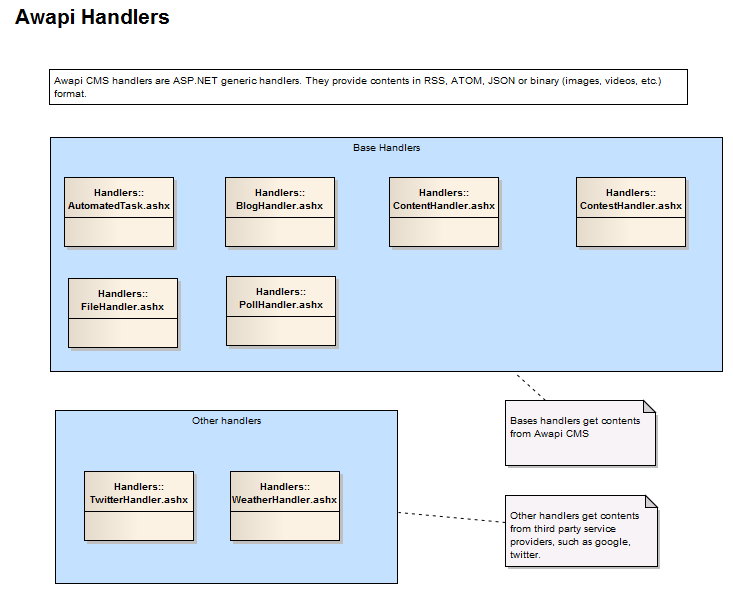 Awapi Handlers
Awapi CMS handlers are ASP.NET generic handlers. They provide contents in RSS, ATOM, JSON or binary (images, videos, etc.)
format.
Base Handlers
Handlers::
AutomatedTask.ashx
Handlers::
BlogHandler.ashx
Handlers::
ContentHandler.ashx
Handlers::
ContestHandler.ashx
Handlers::
FileHandler.ashx
Handlers::
PollHandler.ashx
Bases handlers get contents
from Awapi CMS
Other handlers
Handlers::
TwitterHandler.ashx
Handlers::
WeatherHandler.ashx
Other handlers get contents
from third party service
providers, such as google,
twitter.